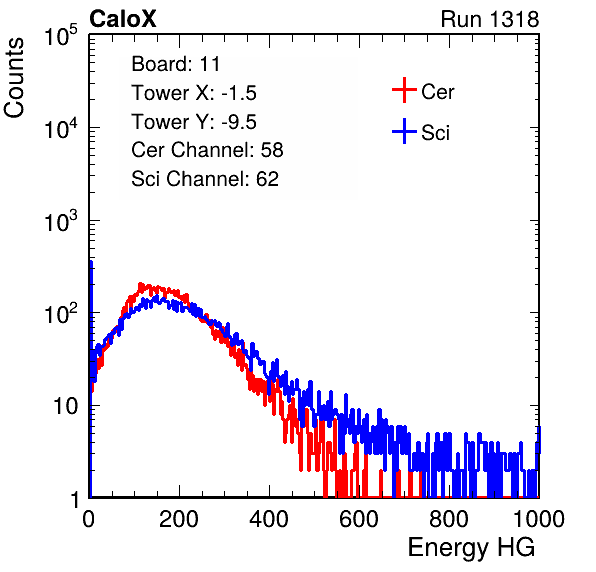 CaloX Run 1318
Counts
10^5
10^4
10^3
10^2
10
1
Board: 11
Tower X: -1.5
Tower Y: -9.5
Cer Channel: 58
Sci Channel: 62
Cer
Sci
0 200 400 600 800 1000
Energy HG